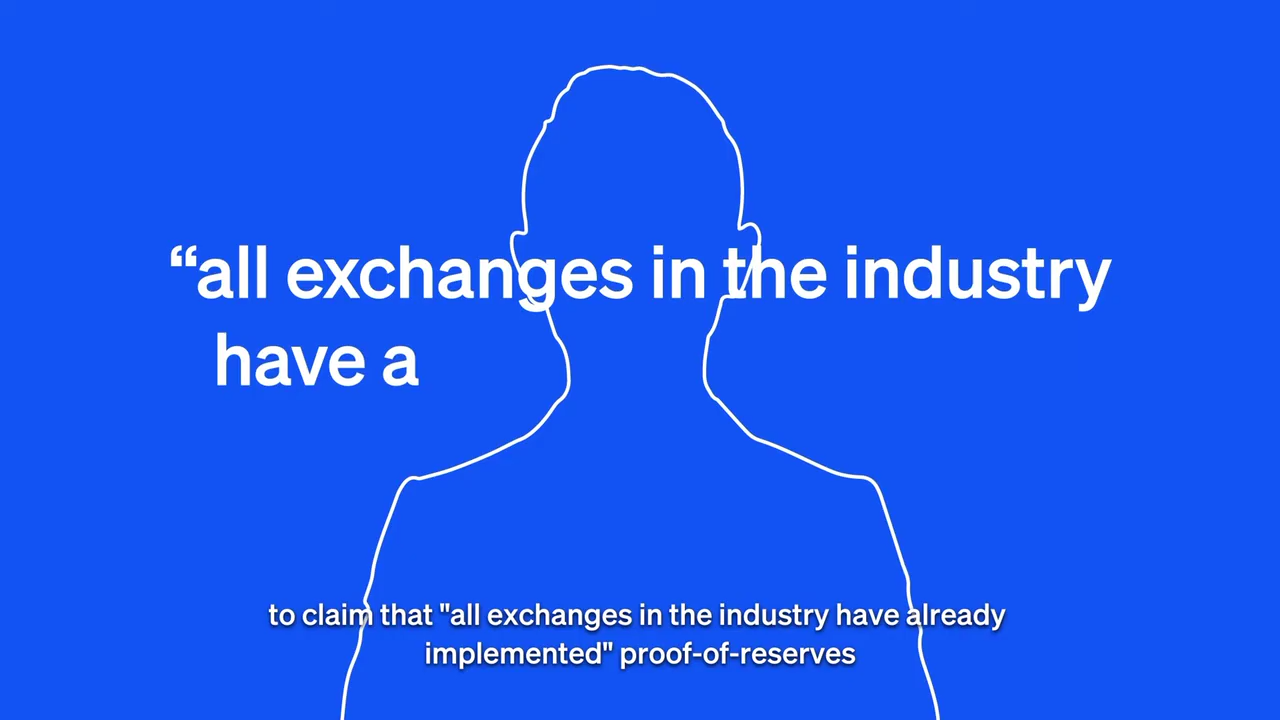 “all exchanges in the industry
have a
to claim that "all exchanges in the industry have already
implemented" proof-of-reserves